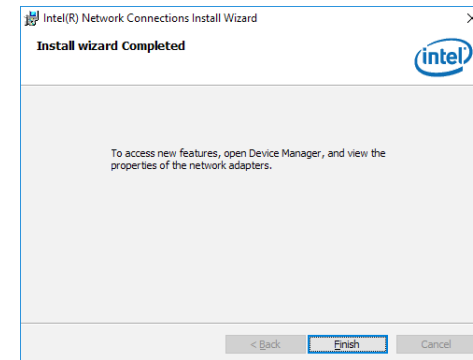 Intel(R) Network Connections Install Wizard
Install wizard Completed
intel
To access new features, open Device Manager, and view the
properties of the network adapters.
< Back
Finish
Cancel